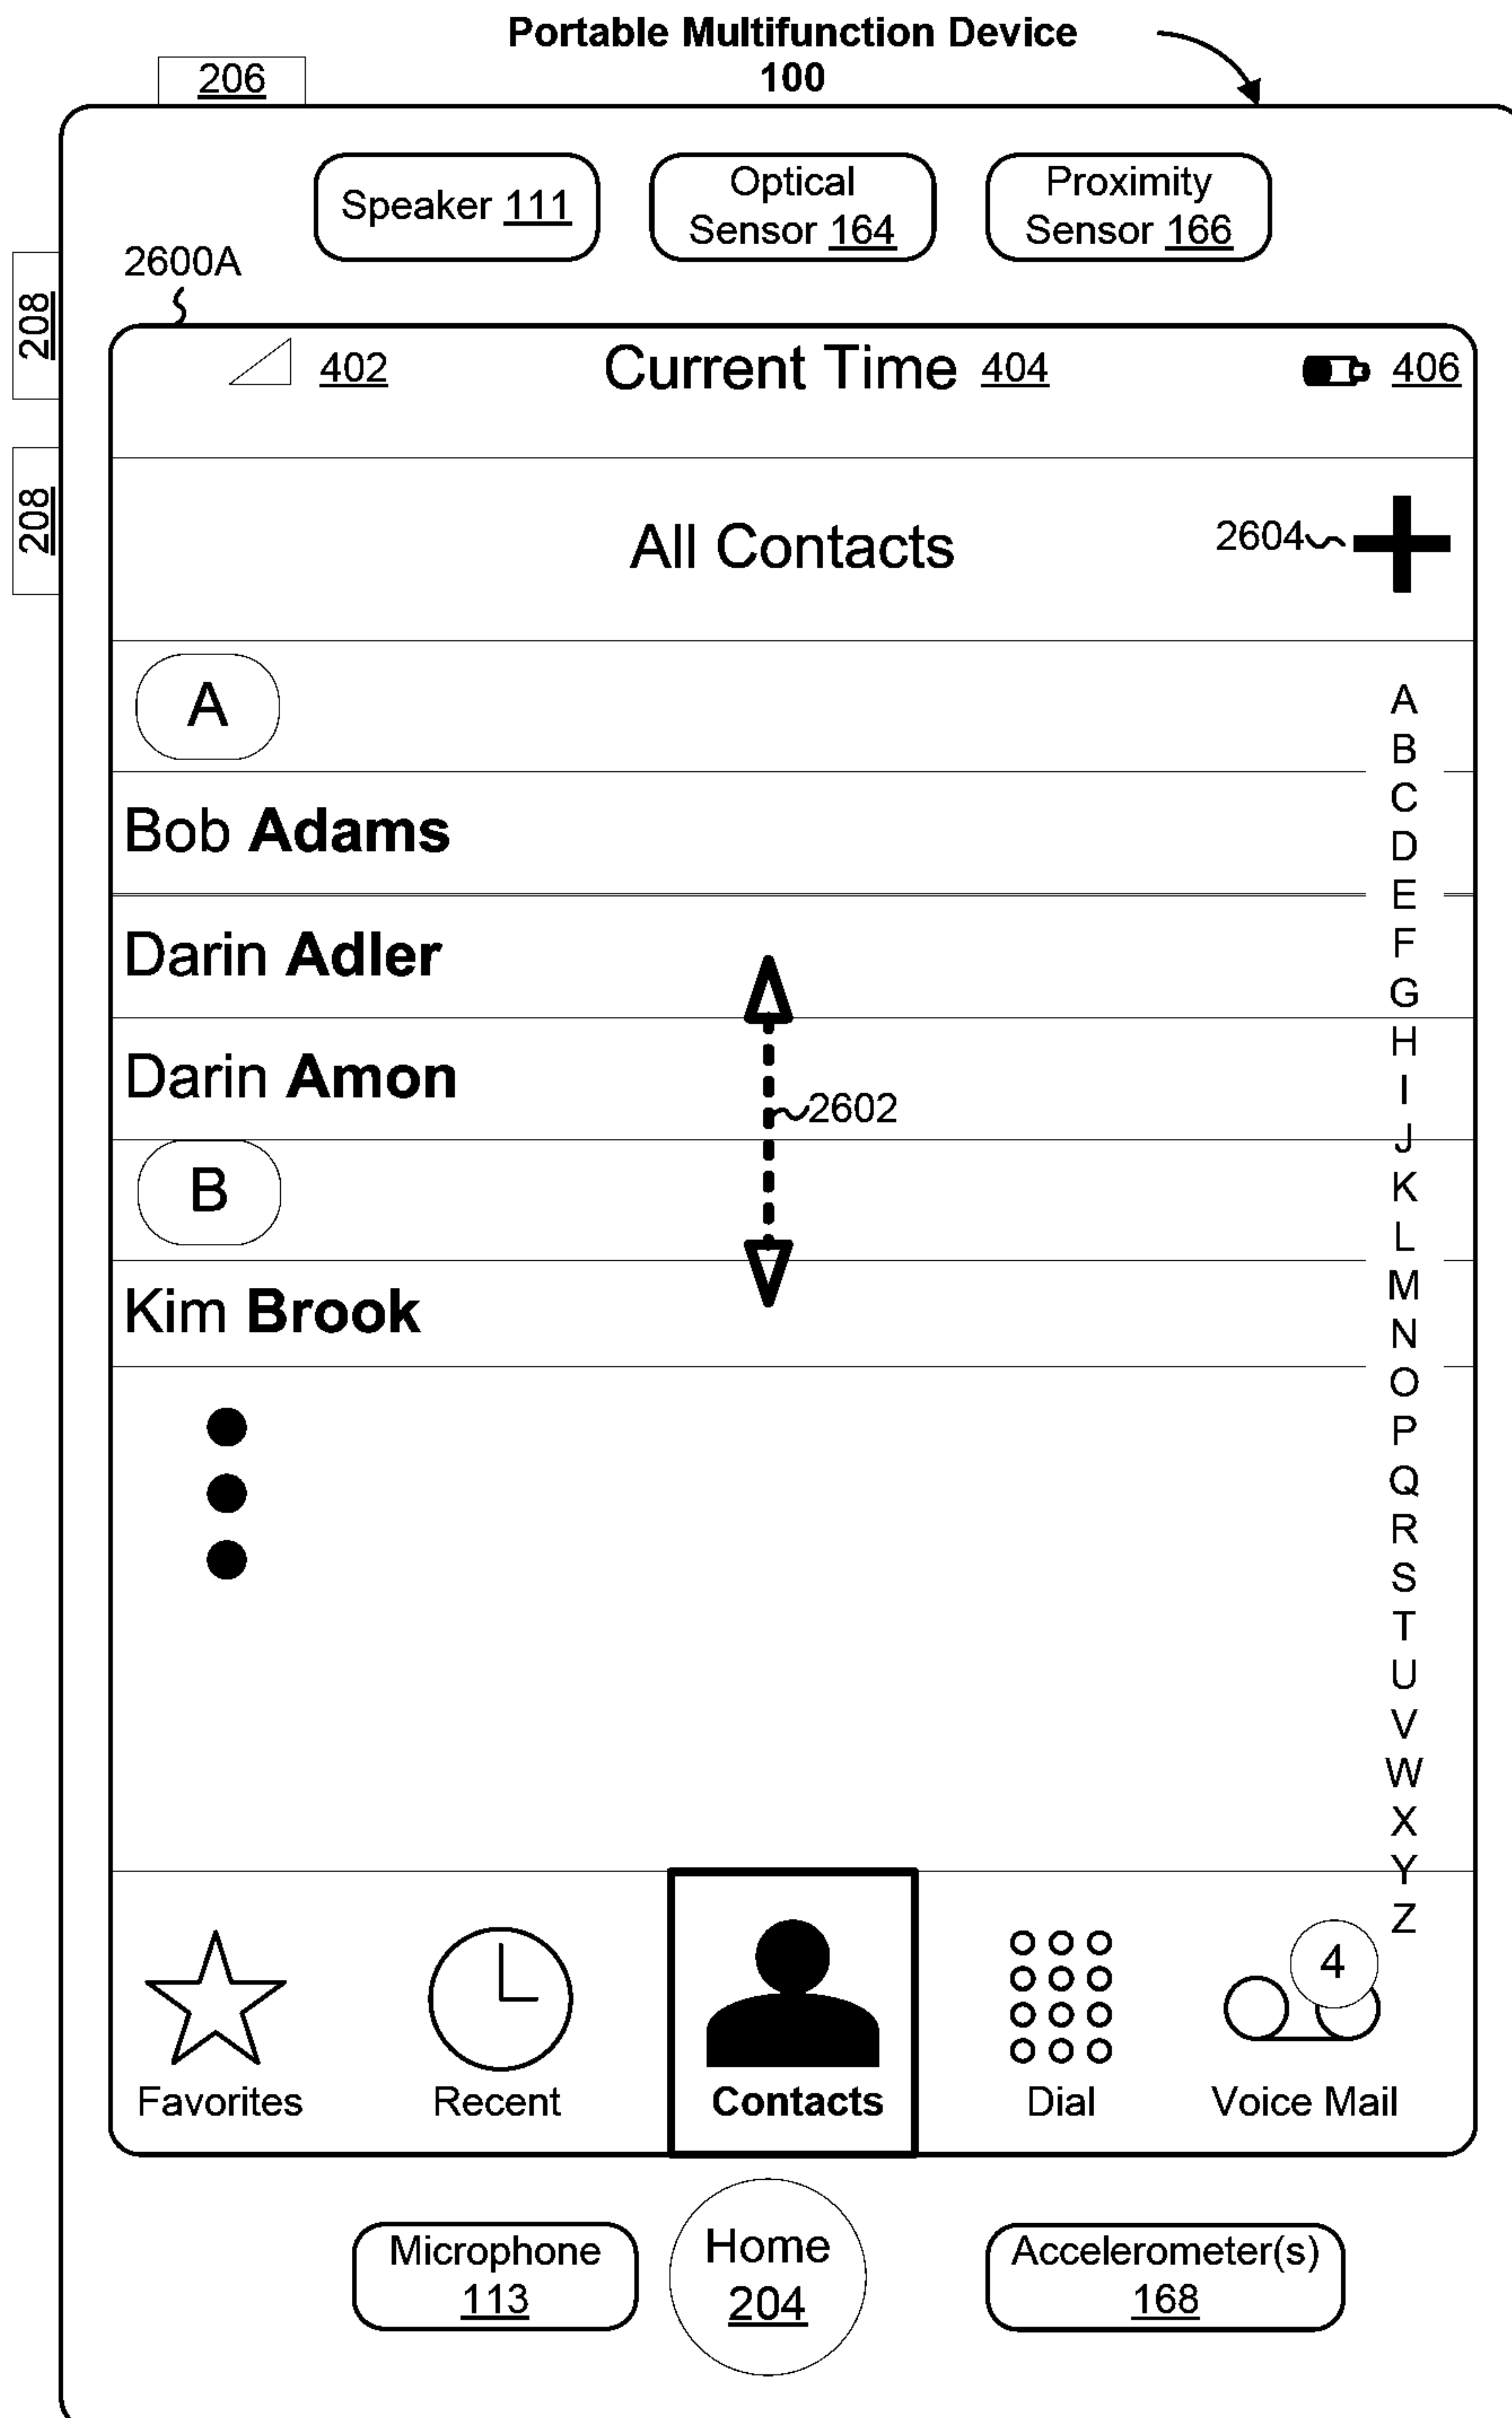 Portable Multifunction Device
100
206
Speaker 111
Optical
Sensor 164
Proximity
Sensor 166
2600A
208
208
402
Current Time 404
406
All Contacts
2604
A
Bob Adams
Darin Adler
Darin Amon
2602
B
Kim Brook
A
B
C
D
E
F
G
H
I
J
K
L
M
N
O
P
Q
R
S
T
U
V
W
X
Y
Z
4
Favorites
Recent
Contacts
Dial
Voice Mail
Microphone
113
Home
204
Accelerometer(s)
168